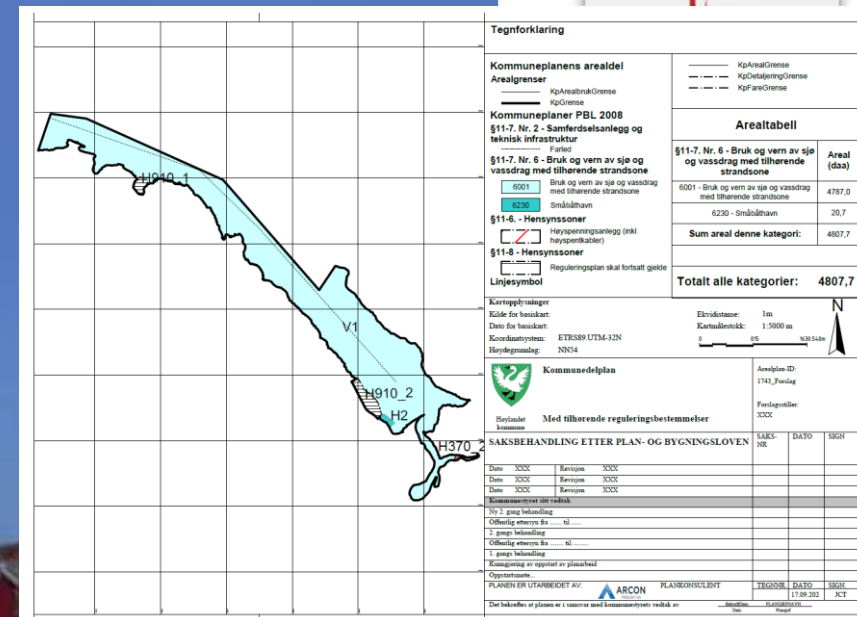 H910_1
V1
H910_2
H2
H370_2
Tegnforklaring
Kommuneplanens arealdel
Arealgrenser
KpArealbrukGrense
KpGrense
Kommuneplaner PBL 2008
§11-7. Nr. 2 - Samferdselsanlegg og
teknisk infrastruktur
Farled
§11-7. Nr. 6 - Bruk og vern av sjø og
vassdrag med tilhørende strandsone
6001
Bruk og vern av sjø og vassdrag
med tilhørende strandsone
6230
Småbåthavn
§11-6. - Hensynssoner
Høyspenningsanlegg (inkl
høyspentkabler)
§11-8 - Hensynssoner
Reguleringsplan skal fortsatt gjelde
Linjesymbol
KpArealGrense
KpDetaljeringGrense
KpFareGrense
Arealtabell
§11-7. Nr. 6 - Bruk og vern av sjø
og vassdrag med tilhørende
strandsone
Areal
(daa)
6001 - Bruk og vern av sjø og vassdrag
med tilhørende strandsone
4787,0
6230 - Småbåthavn
20,7
Sum areal denne kategori:
4807,7
Totalt alle kategorier: 4807,7
Kartopplysninger
Kilde for basiskart:
Dato for basiskart:
Koordinatsystem: ETRS89.UTM-32N
Høydegrunnlag: NN54
Ekvidistanse: 1m
Kartmålestokk: 1:5000 m
N
Kommunedelplan
Høylandet
kommune
Med tilhørende reguleringsbestemmelser
Arealplan-ID:
1743_Forslag
Forslagsstiller:
XXX
SAKSBEHANDLING ETTER PLAN- OG BYGNINGSLOVEN
SAKS-
NR.
DATO
SIGN
Dato XXX Revisjon XXX
Dato XXX Revisjon XXX
Dato XXX Revisjon XXX
Kommunestyret sitt vedtak
Ny 2. gang behandling
Offentlig ettersyn fra ...... til ......
2. gangs behandling
Offentlig ettersyn fra ...... til ........
1. gangs behandling
Kunngjøring av oppstart av planarbeid
Oppstartsmøte...
PLANEN ER UTARBEIDET AV:
ARCON
PLANKONSULENT
TEGNNR.
DATO
SIGN.
17.09.202
JCT
Det bekreftes at planen er i samsvar med kommunestyrets vedtak av